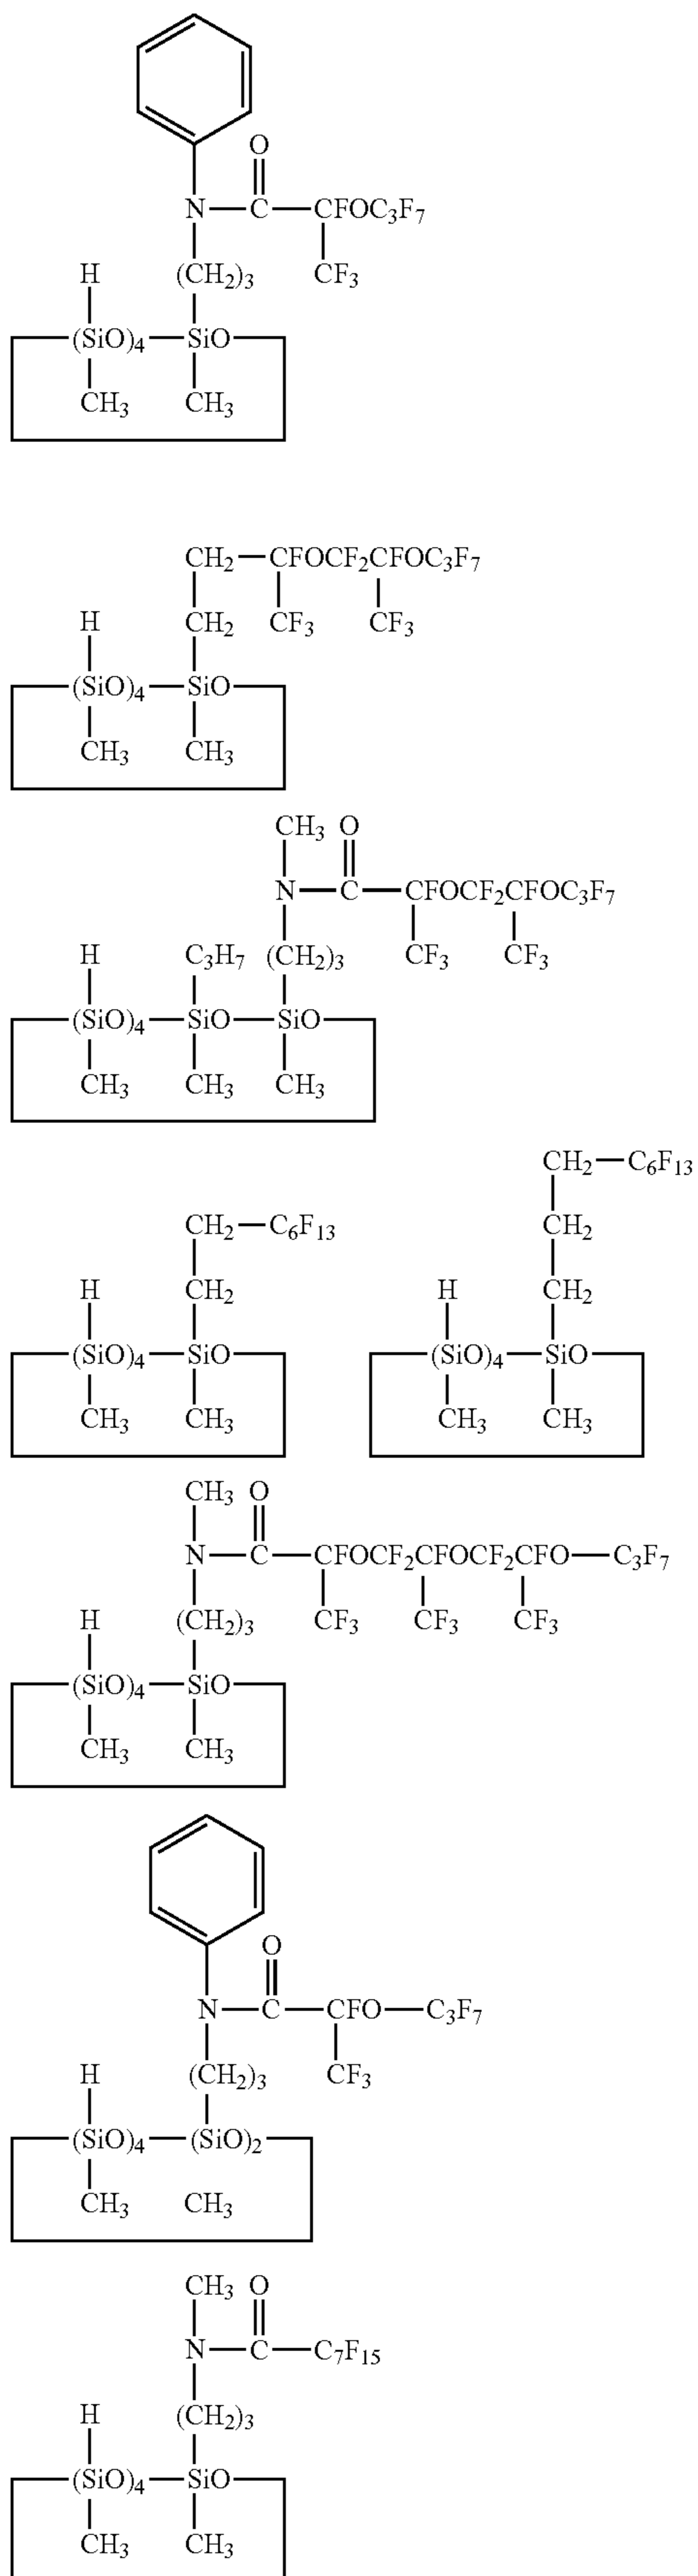 O
N C CFOC₃F₇
H (CH₂)₃ CF₃
(SiO)₄ SiO
CH₃ CH₃
CH₂ CFOCF₂CFOC₃F₇
H CH₂ CF₃ CF₃
(SiO)₄ SiO
CH₃ CH₃
CH₃ O
N C CFOCF₂CFOC₃F₇
H C₃H₇ (CH₂)₃ CF₃ CF₃
(SiO)₄ SiO SiO
CH₃ CH₃ CH₃
CH₂ C₆F₁₃
CH₂ C₆F₁₃ CH₂
H CH₂ H CH₂
(SiO)₄ SiO (SiO)₄ SiO
CH₃ CH₃ CH₃ CH₃
CH₃ O
N C CFOCF₂CFOCF₂CFO C₃F₇
H (CH₂)₃ CF₃ CF₃ CF₃
(SiO)₄ SiO
CH₃ CH₃
O
N C CFO C₃F₇
H (CH₂)₃ CF₃
(SiO)₄ (SiO)₂
CH₃ CH₃
CH₃ O
N C C₇F₁₅
H (CH₂)₃
(SiO)₄ SiO
CH₃ CH₃